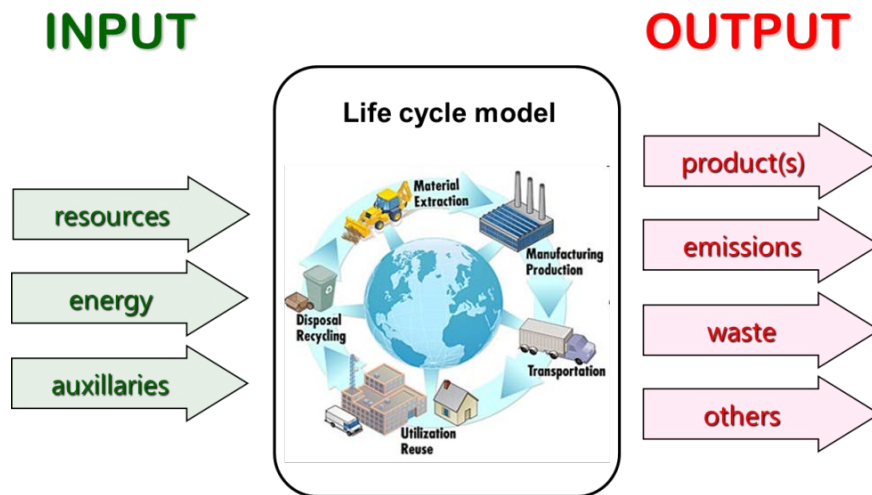 INPUT
OUTPUT
Life cycle model
resources
energy
auxillaries
Material
Extraction
Manufacturing
Production
Transportation
Utilization
Reuse
Disposal
Recycling
product(s)
emissions
waste
others